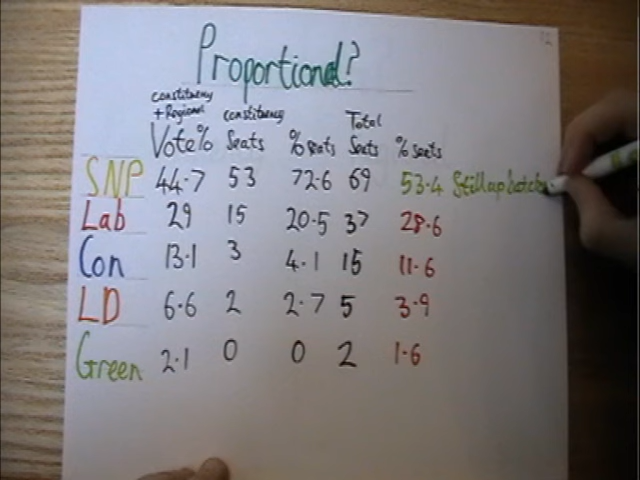 Proportional?
constituency + Regional Vote% constituency Seats % seats Total Seats % seats
SNP 44.7 53 72.6 69 53.4 Still
Lab 29 15 20.5 37 28.6
Con 13.1 3 4.1 15 11.6
LD 6.6 2 2.7 5 3.9
Green 2.1 0 0 2 1.6